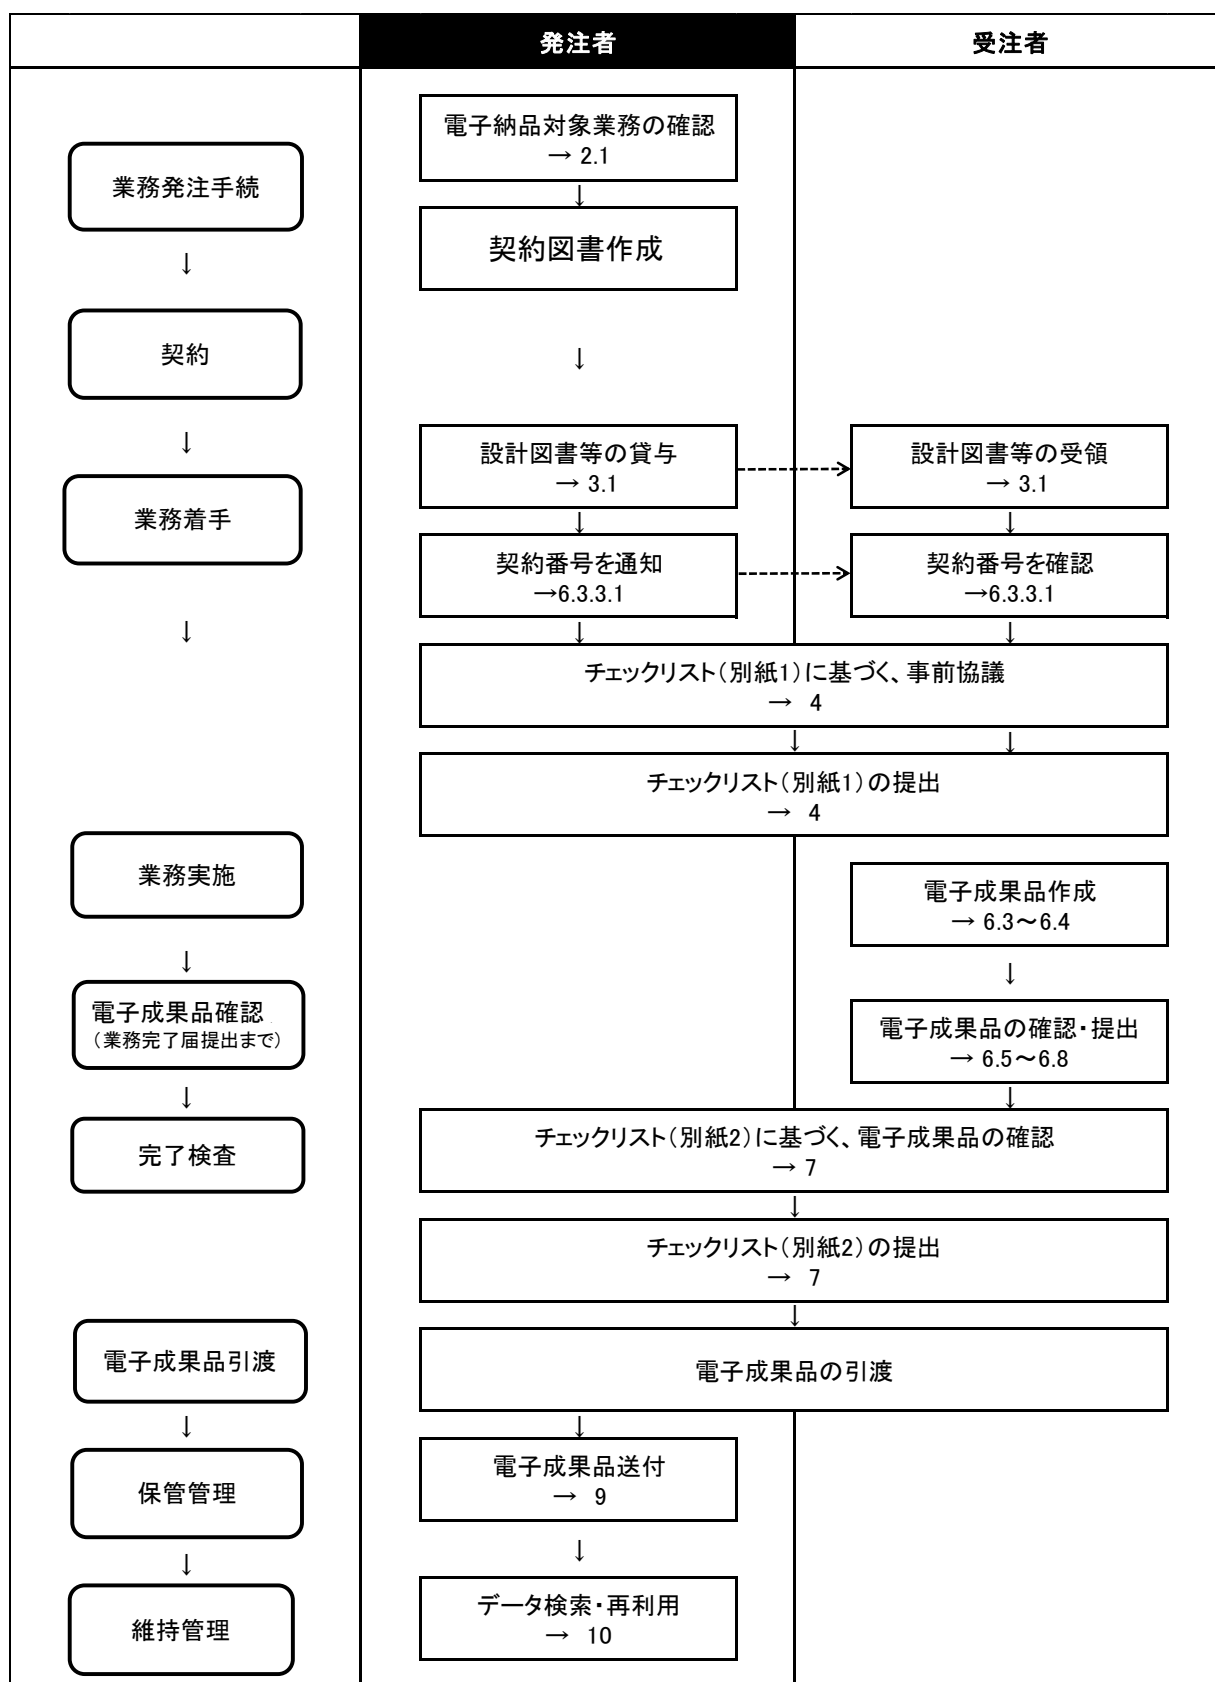 発注者
受注者
電子納品対象業務の確認
→ 2.1
業務発注手続
↓
契約図書作成
↓
契約
↓
↓
設計図書等の貸与
→ 3.1
設計図書等の受領
→ 3.1
業務着手
↓
↓
契約番号を通知
→6.3.3.1
契約番号を確認
→6.3.3.1
↓
↓
↓
チェックリスト（別紙1）に基づく、事前協議
→ 4
↓
↓
チェックリスト（別紙1）の提出
→ 4
業務実施
電子成果品作成
→ 6.3～6.4
↓
↓
電子成果品確認
（業務完了届提出まで）
電子成果品の確認・提出
→ 6.5～6.8
↓
↓
完了検査
チェックリスト（別紙2）に基づく、電子成果品の確認
→ 7
↓
チェックリスト（別紙2）の提出
→ 7
↓
電子成果品引渡
電子成果品の引渡
↓
↓
保管管理
電子成果品送付
→ 9
↓
↓
維持管理
データ検索・再利用
→ 10